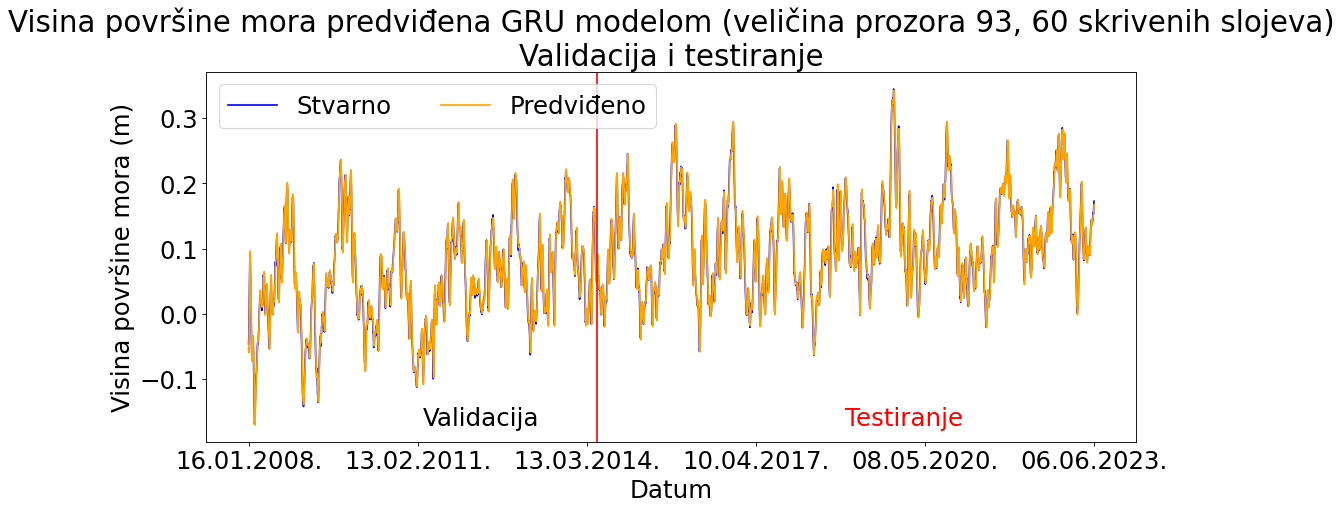 Visina površine mora predviđena GRU modelom (veličina prozora 93, 60 skrivenih slojeva)
Validacija i testiranje
Stvarno
Predviđeno
Visina površine mora (m)
0.3
0.2
0.1
0.0
−0.1
Validacija
Testiranje
16.01.2008.
13.02.2011.
13.03.2014.
10.04.2017.
08.05.2020.
06.06.2023.
Datum